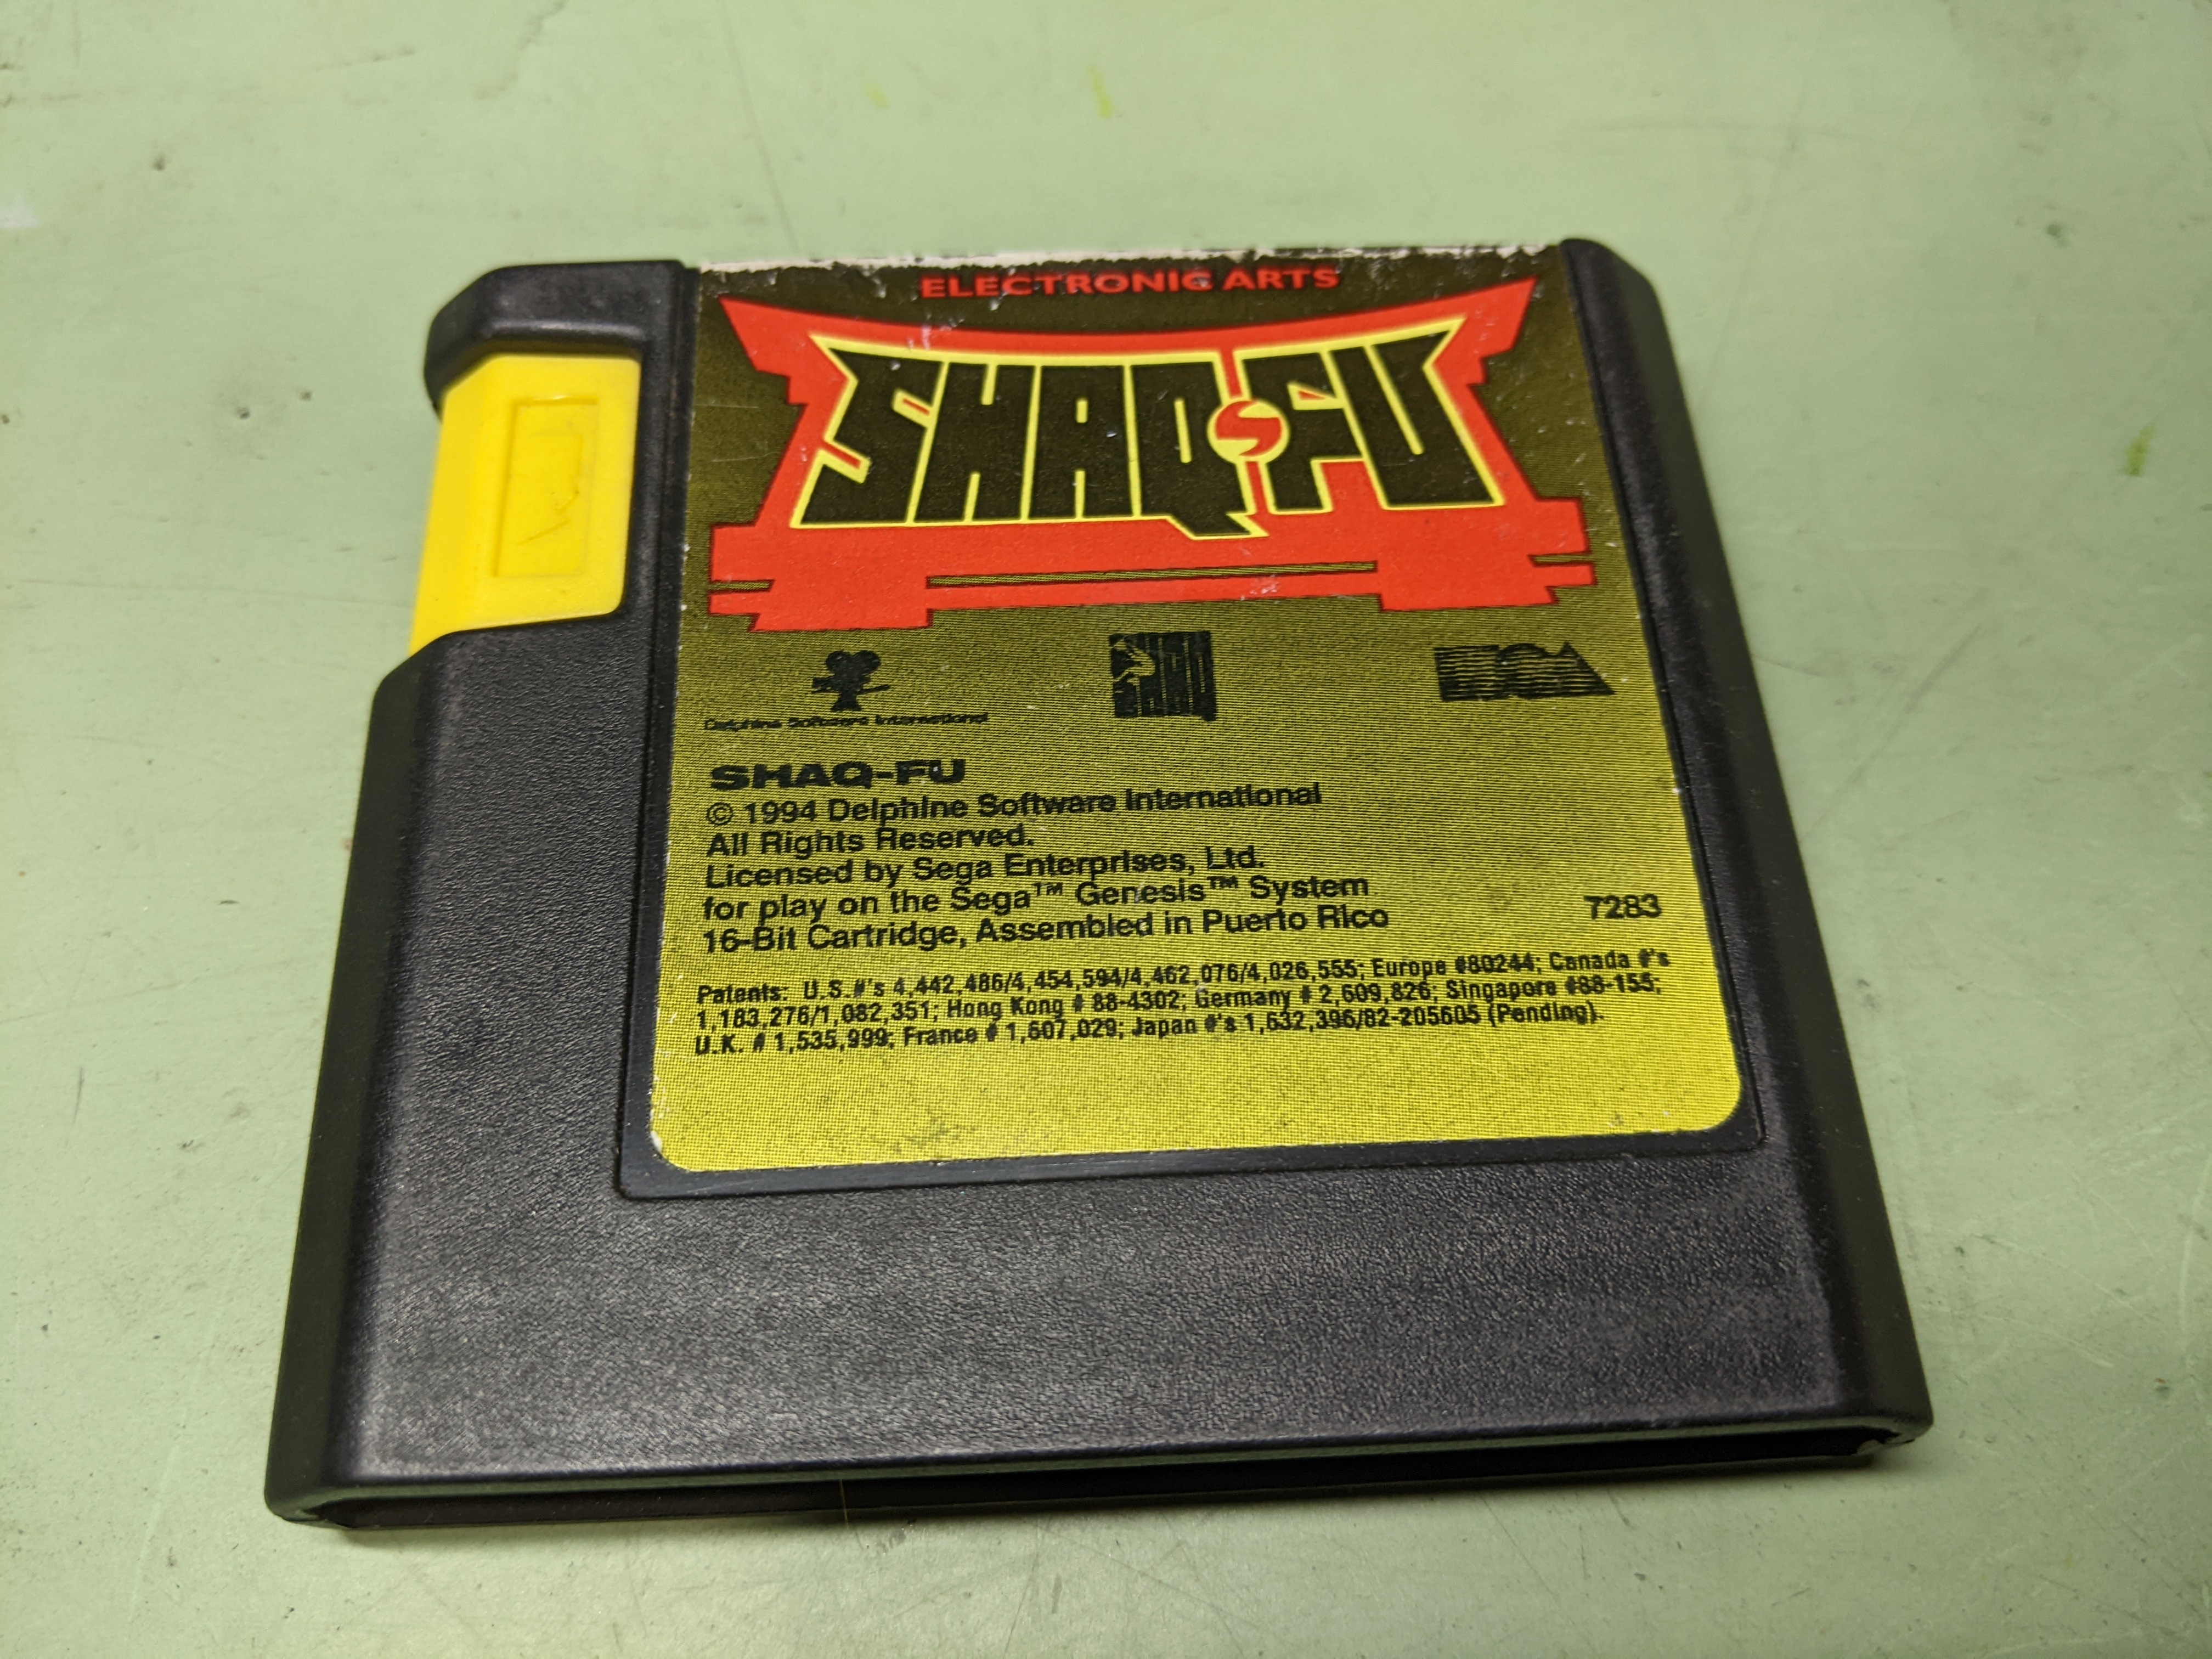 ELECTRONIC ARTS
SHAQ-FU
Delphine Software International
SHAQ
SHAQ-FU
© 1994 Delphine Software International
All Rights Reserved.
Licensed by Sega Enterprises, Ltd.
for play on the Sega™ Genesis™ System
16-Bit Cartridge, Assembled in Puerto Rico
7283
Patents: U.S.#'s 4,442,486/4,454,594/4,462,076/4,026,555; Europe #80244; Canada #'s
1,183,276/1,082,351; Hong Kong # 88-4302; Germany # 2,609,826; Singapore #88-155;
U.K. # 1,535,999; France # 1,607,029; Japan #'s 1,632,396/82-205605 (Pending).